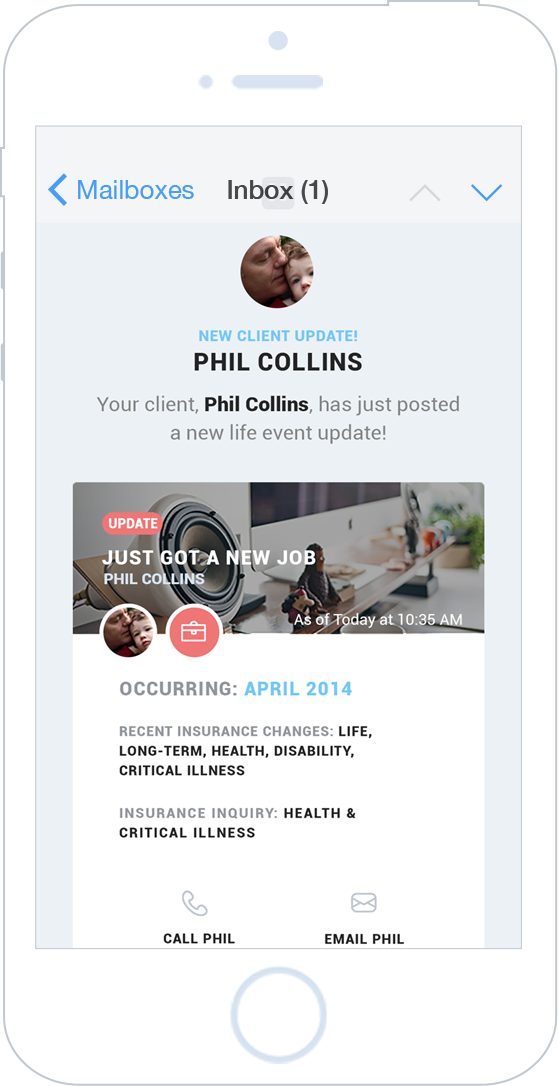 Mailboxes Inbox (1)
NEW CLIENT UPDATE!
PHIL COLLINS
Your client, Phil Collins, has just posted
a new life event update!
UPDATE
JUST GOT A NEW JOB
PHIL COLLINS
As of Today at 10:35 AM
OCCURRING: APRIL 2014
RECENT INSURANCE CHANGES: LIFE,
LONG-TERM, HEALTH, DISABILITY,
CRITICAL ILLNESS
INSURANCE INQUIRY: HEALTH &
CRITICAL ILLNESS
CALL PHIL
EMAIL PHIL